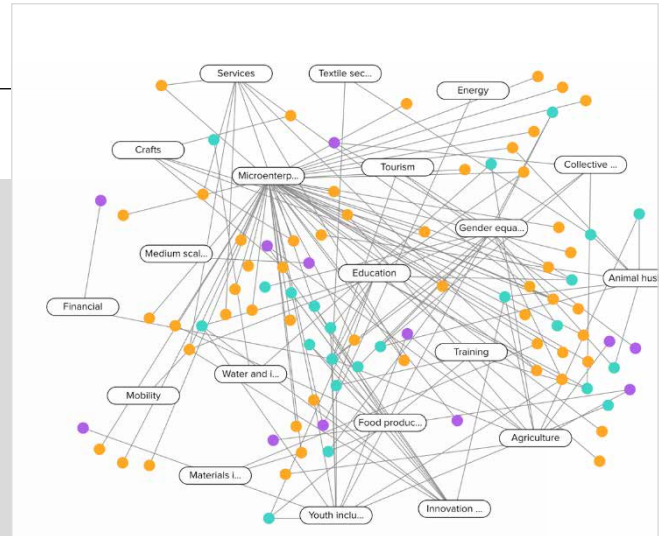 Services
Textile sec...
Energy
Crafts
Microenterp...
Tourism
Collective ...
Gender equa...
Medium scal...
Education
Animal hus
Financial
Training
Water and i...
Mobility
Food produc...
Agriculture
Materials i...
Youth inclu...
Innovation ...